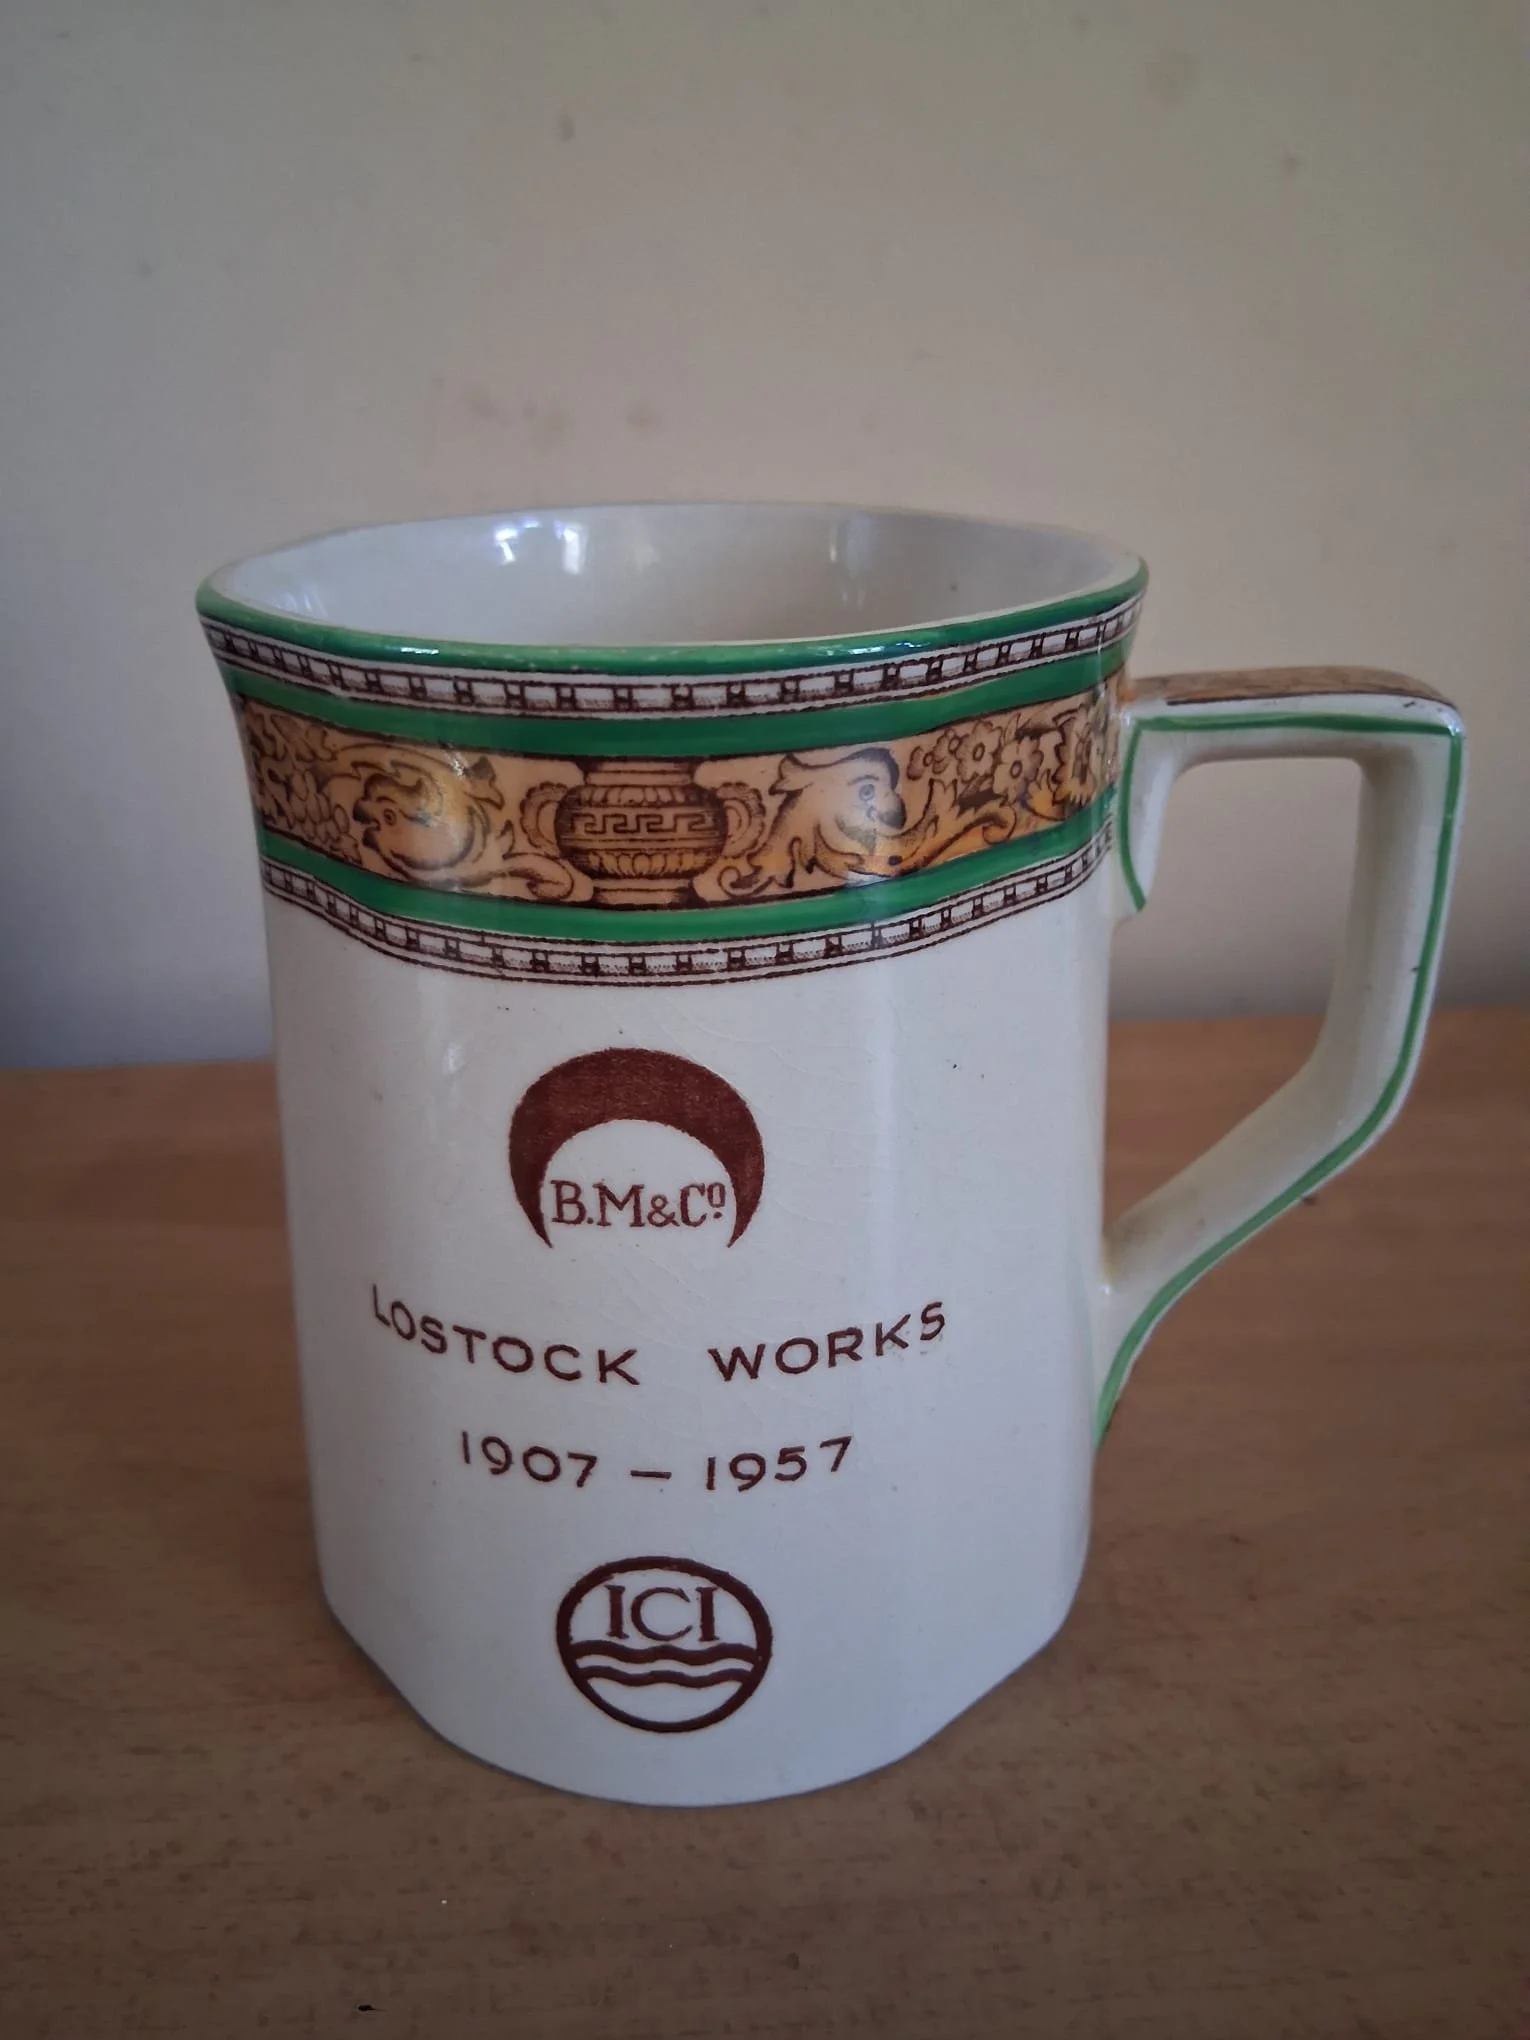 B.M&Cº
LOSTOCK WORKS
1907 – 1957
ICI